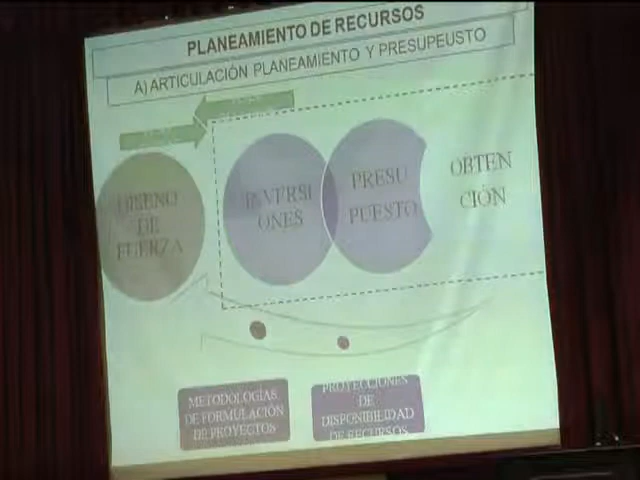 PLANEAMIENTO DE RECURSOS
A) ARTICULACIÓN PLANEAMIENTO Y PRESUPEUSTO
DISEÑO
DE
FUERZA
INVERSI
ONES
PRESU
PUESTO
OBTEN
CIÓN
METODOLOGÍAS
DE FORMULACIÓN
DE PROYECTOS
PROYECCIONES
DE
DISPONIBILIDAD
DE RECURSOS